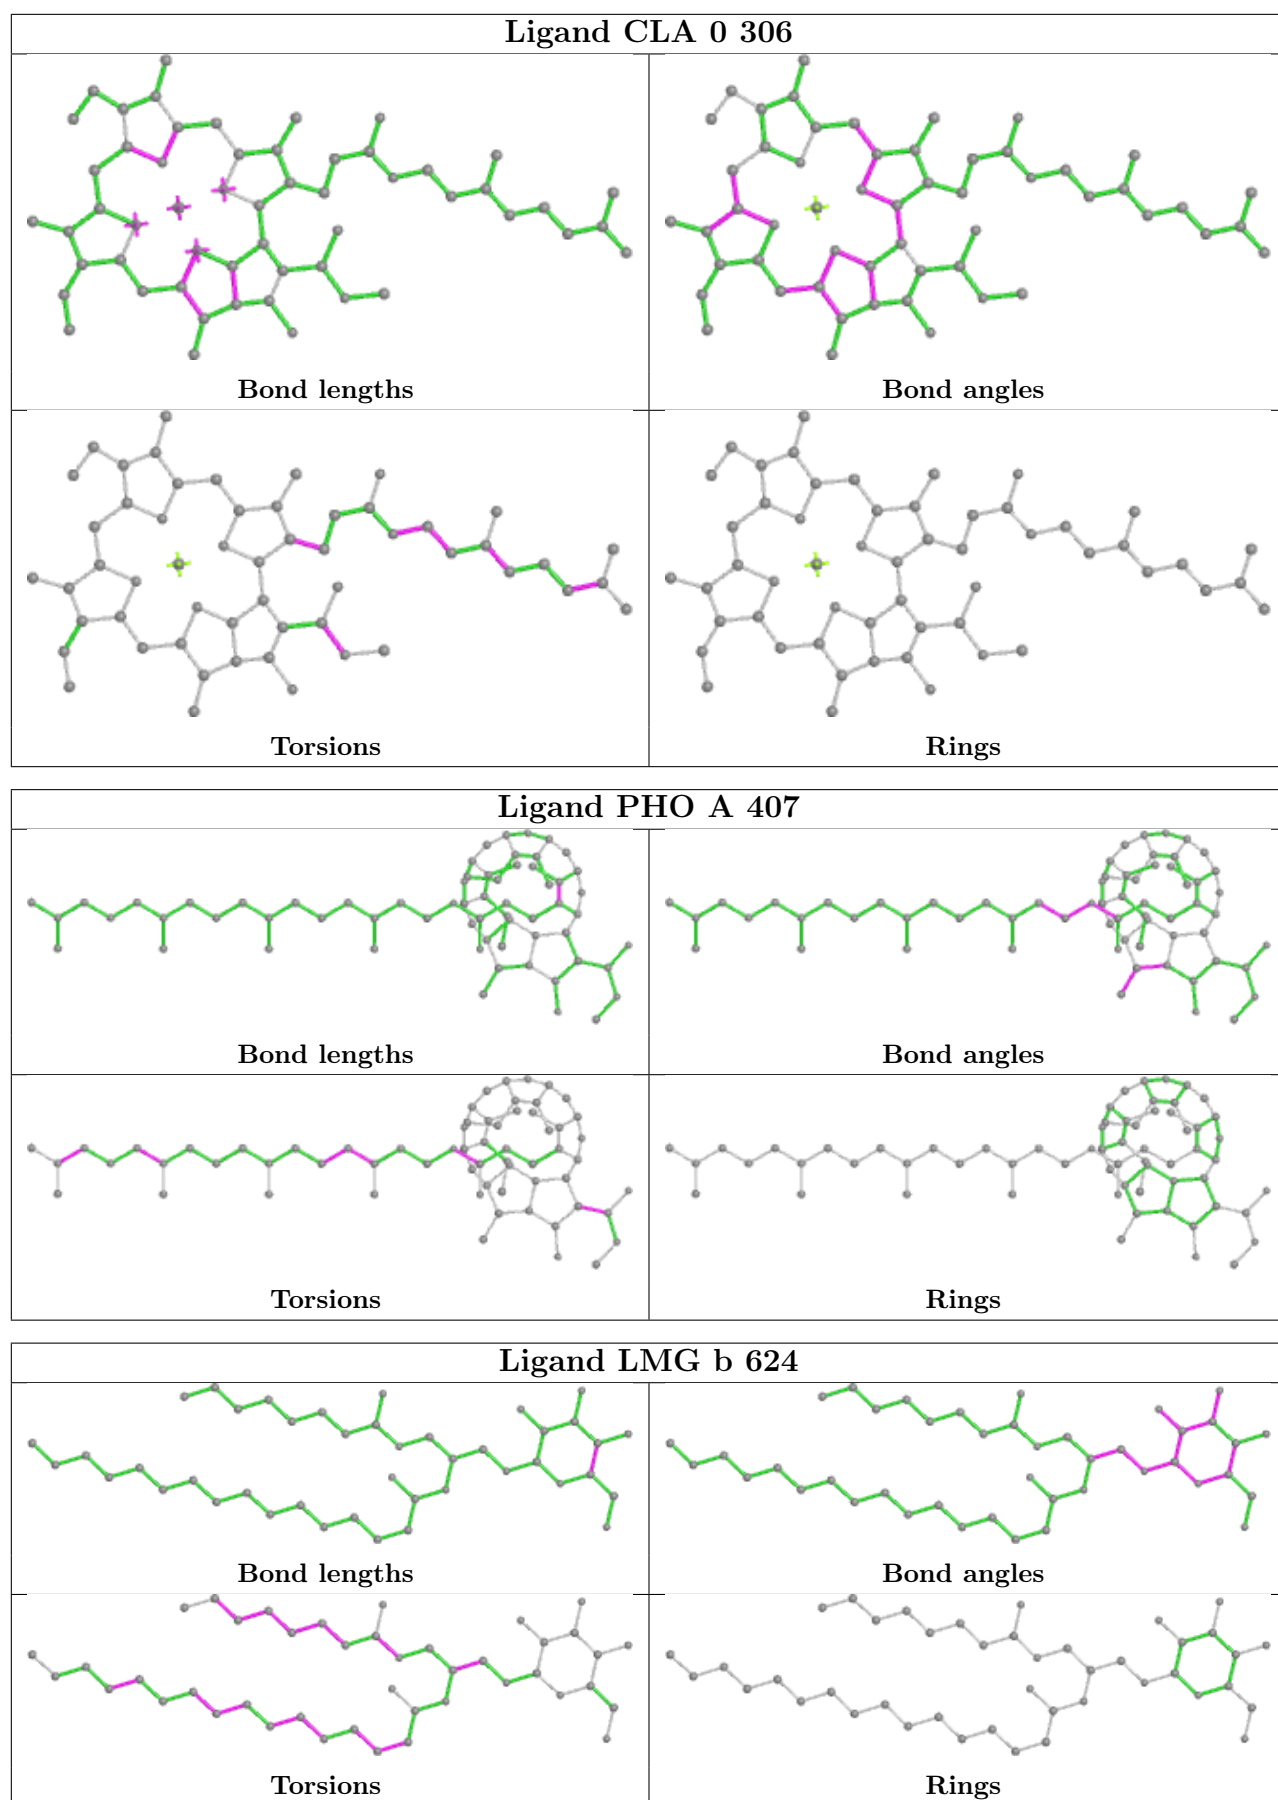 Ligand CLA 0 306
Bond lengths
Bond angles
Torsions
Rings
Ligand PHO A 407
Bond lengths
Bond angles
Torsions
Rings
Ligand LMG b 624
Bond lengths
Bond angles
Torsions
Rings